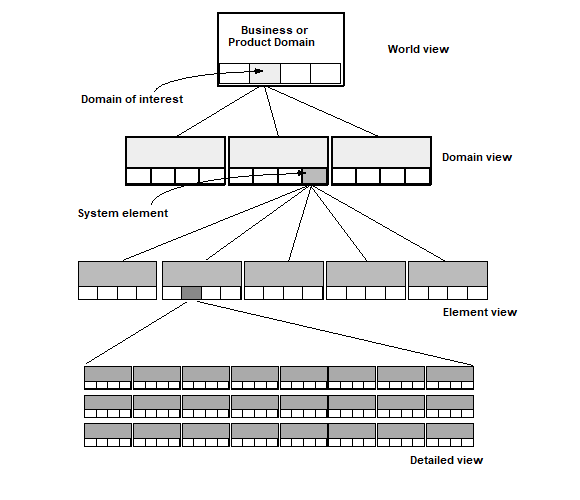 Business or
Product Domain
World view
Domain of interest
Domain view
System element
Element view
Detailed view